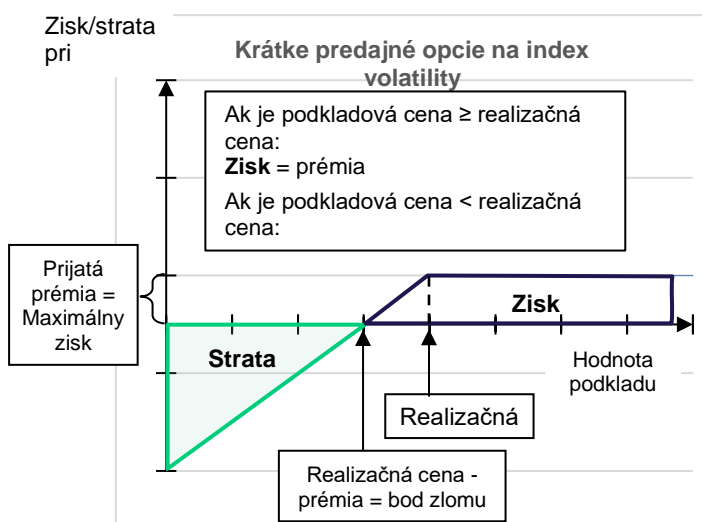 Zisk/strata
pri
Krátke predajné opcie na index
volatility
Ak je podkladová cena ≥ realizačná
cena:
Zisk = prémia
Ak je podkladová cena < realizačná
cena:
Prijatá
prémia =
Maximálny
zisk
Zisk
Strata
Hodnota
podkladu
Realizačná
Realizačná cena -
prémia = bod zlomu